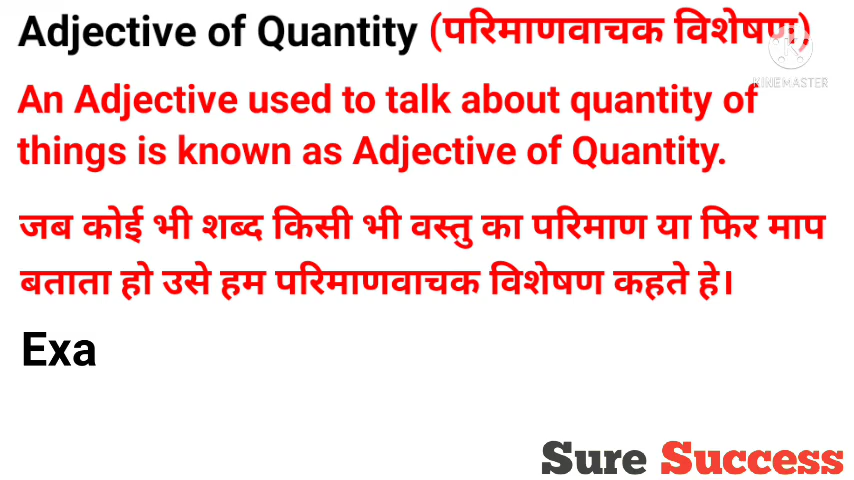 Adjective of Quantity (परिमाणवाचक विशेषण)
KINEMASTER
An Adjective used to talk about quantity of
things is known as Adjective of Quantity.
जब कोई भी शब्द किसी भी वस्तु का परिमाण या फिर माप
बताता हो उसे हम परिमाणवाचक विशेषण कहते हे।
Exa
Sure Success